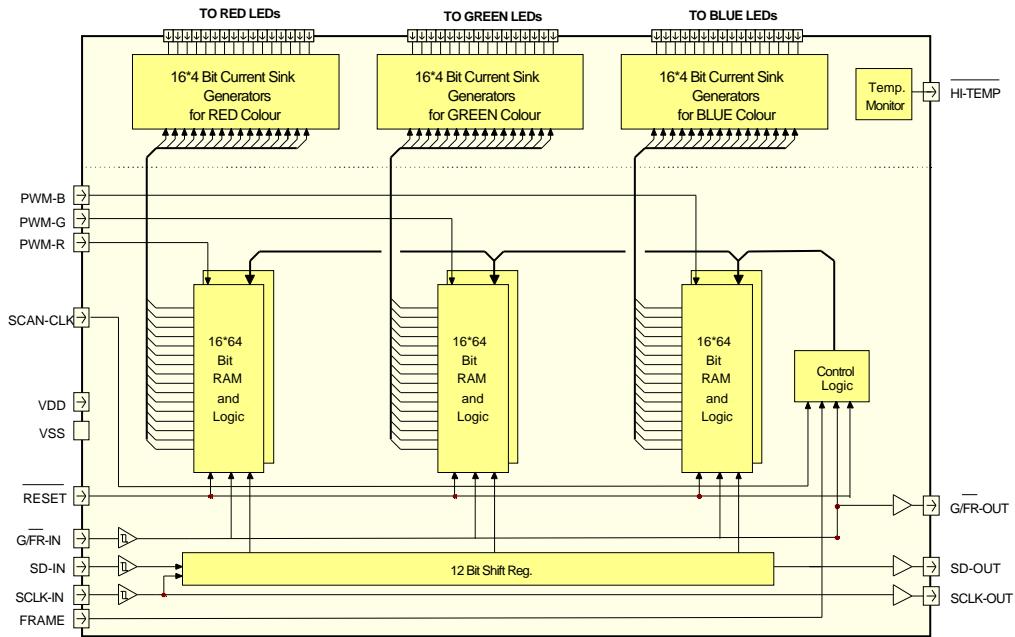 TO RED LEDs
TO GREEN LEDs
TO BLUE LEDs
16*4 Bit Current Sink
Generators
for RED Colour
16*4 Bit Current Sink
Generators
for GREEN Colour
16*4 Bit Current Sink
Generators
for BLUE Colour
Temp.
Monitor
HI-TEMP
PWM-B
PWM-G
PWM-R
SCAN-CLK
16*64
Bit
RAM
and
Logic
16*64
Bit
RAM
and
Logic
16*64
Bit
RAM
and
Logic
Control
Logic
VDD
VSS
RESET
G/FR-IN
SD-IN
SCLK-IN
FRAME
12 Bit Shift Reg.
G/FR-OUT
SD-OUT
SCLK-OUT